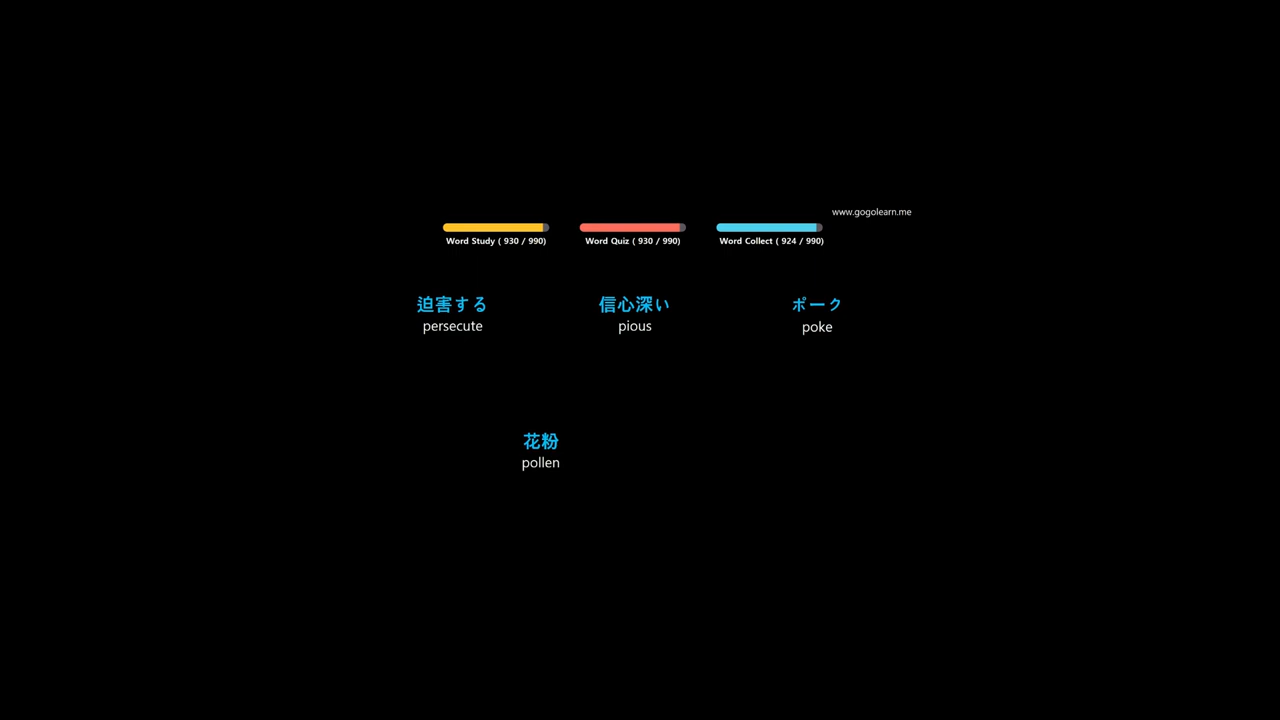 www.gogolearn.me
Word Study ( 930 / 990)
Word Quiz ( 930 / 990)
Word Collect ( 924 / 990)
迫害する
persecute
信心深い
pious
ポーク
poke
花粉
pollen